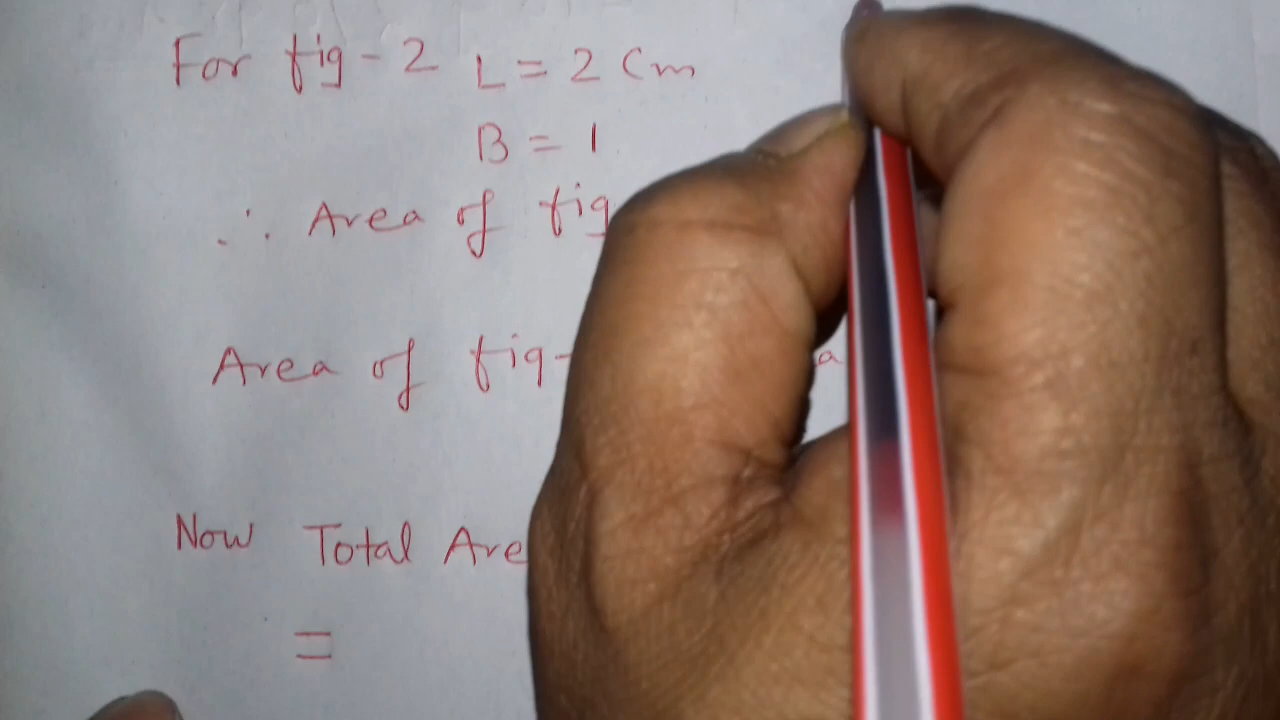 For fig - 2 L = 2 Cm
B = 1
∴ Area of fig
Area of fig- a
Now Total Are
=